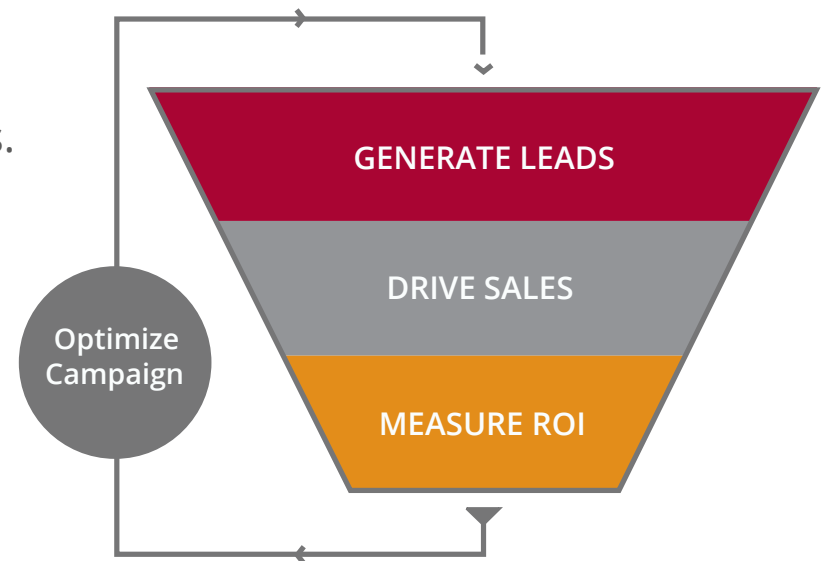 GENERATE LEADS
DRIVE SALES
Optimize
Campaign
MEASURE ROI